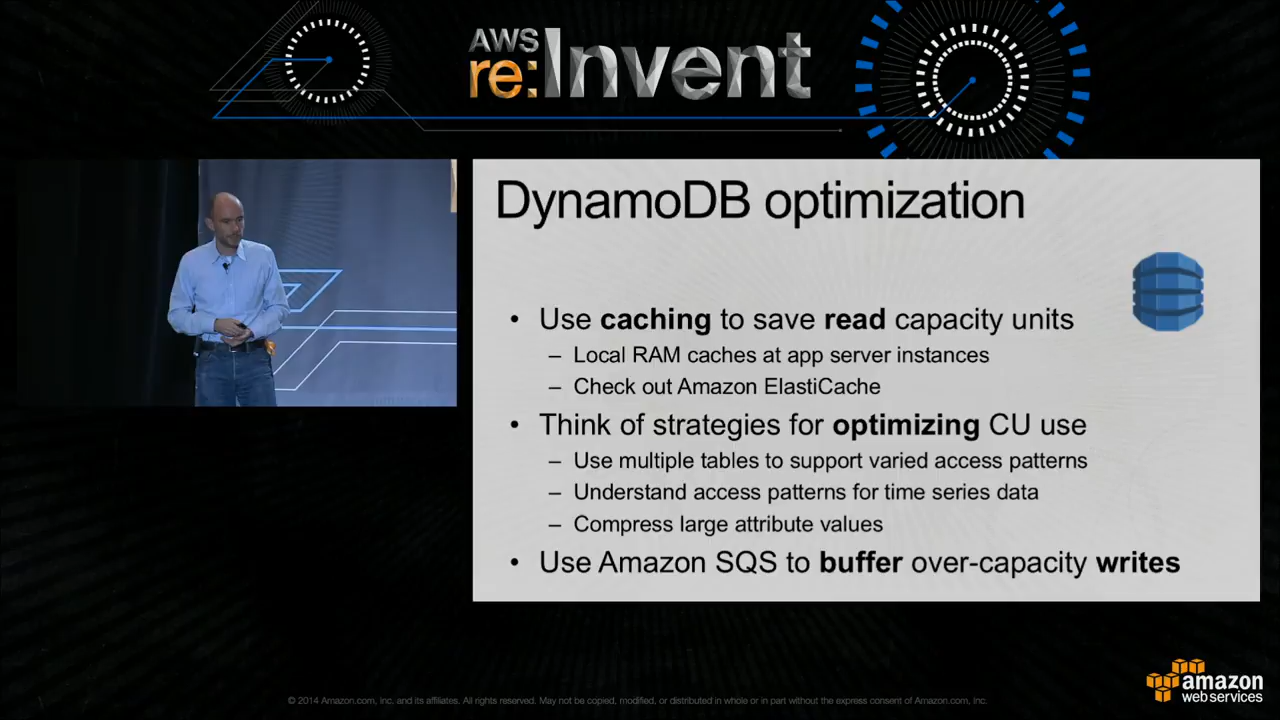 AWS
re:Invent
DynamoDB optimization
• Use caching to save read capacity units
– Local RAM caches at app server instances
– Check out Amazon ElastiCache
• Think of strategies for optimizing CU use
– Use multiple tables to support varied access patterns
– Understand access patterns for time series data
– Compress large attribute values
• Use Amazon SQS to buffer over-capacity writes
© 2014 Amazon.com, Inc. and its affiliates. All rights reserved. May not be copied, modified, or distributed in whole or in part without the express consent of Amazon.com, Inc.
amazon
web services